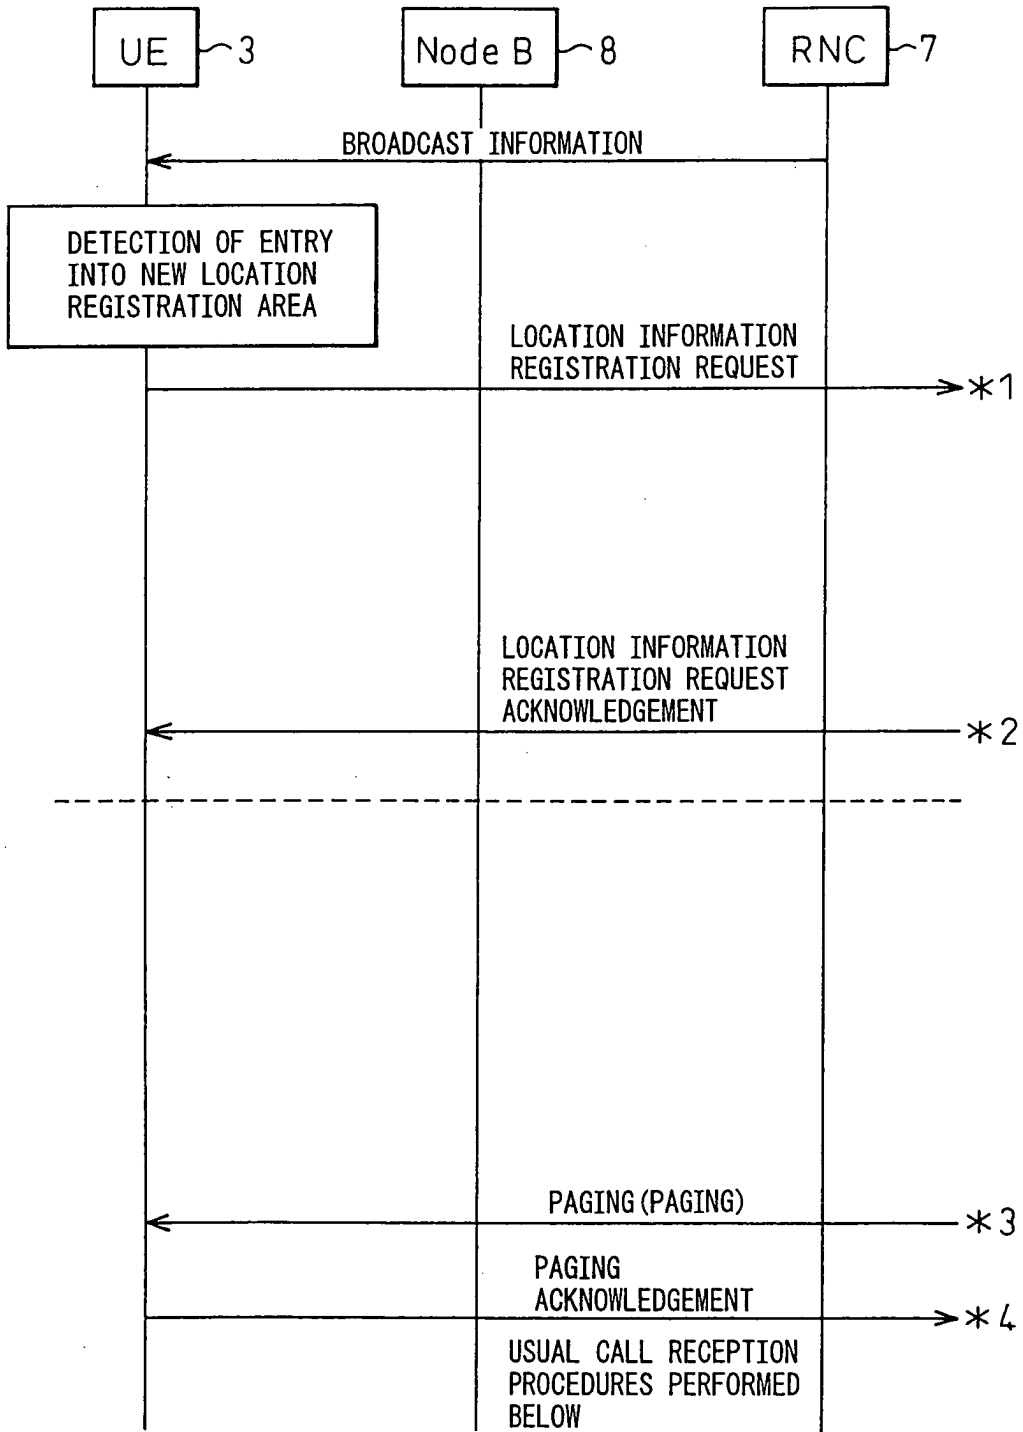 UE 3
Node B 8
RNC 7
BROADCAST INFORMATION
DETECTION OF ENTRY
INTO NEW LOCATION
REGISTRATION AREA
LOCATION INFORMATION
REGISTRATION REQUEST
*1
LOCATION INFORMATION
REGISTRATION REQUEST
ACKNOWLEDGEMENT
*2
PAGING (PAGING)
*3
PAGING
ACKNOWLEDGEMENT
*4
USUAL CALL RECEPTION
PROCEDURES PERFORMED
BELOW